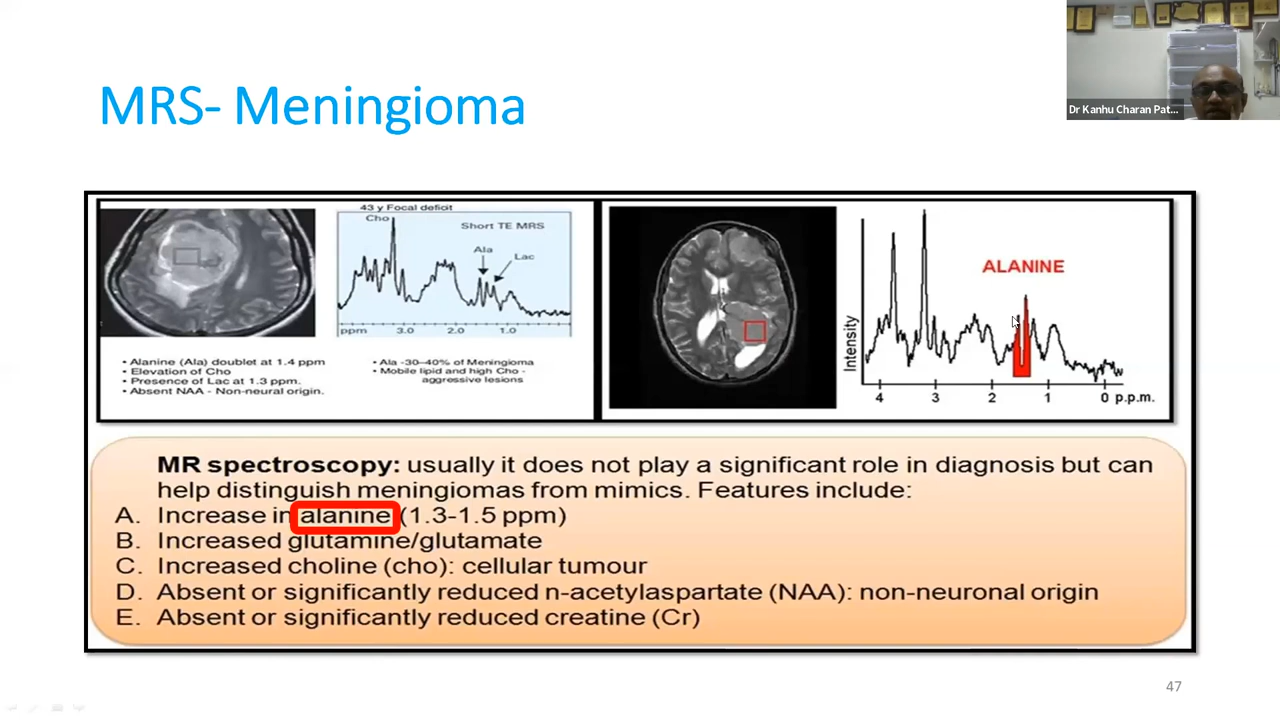 MRS- Meningioma
Dr Kanhu Charan Pat...
43 y Focal deficit
Cho
Short TE MRS
Ala
Lac
ppm 3.0 2.0 1.0
• Alanine (Ala) doublet at 1.4 ppm
• Elevation of Cho
• Presence of Lac at 1.3 ppm.
• Absent NAA - Non-neural origin.
• Ala -30–40% of Meningioma
• Mobile lipid and high Cho -
aggressive lesions
ALANINE
Intensity
4 3 2 1 0 p.p.m.
MR spectroscopy: usually it does not play a significant role in diagnosis but can
help distinguish meningiomas from mimics. Features include:
A. Increase in alanine (1.3-1.5 ppm)
B. Increased glutamine/glutamate
C. Increased choline (cho): cellular tumour
D. Absent or significantly reduced n-acetylaspartate (NAA): non-neuronal origin
E. Absent or significantly reduced creatine (Cr)
47